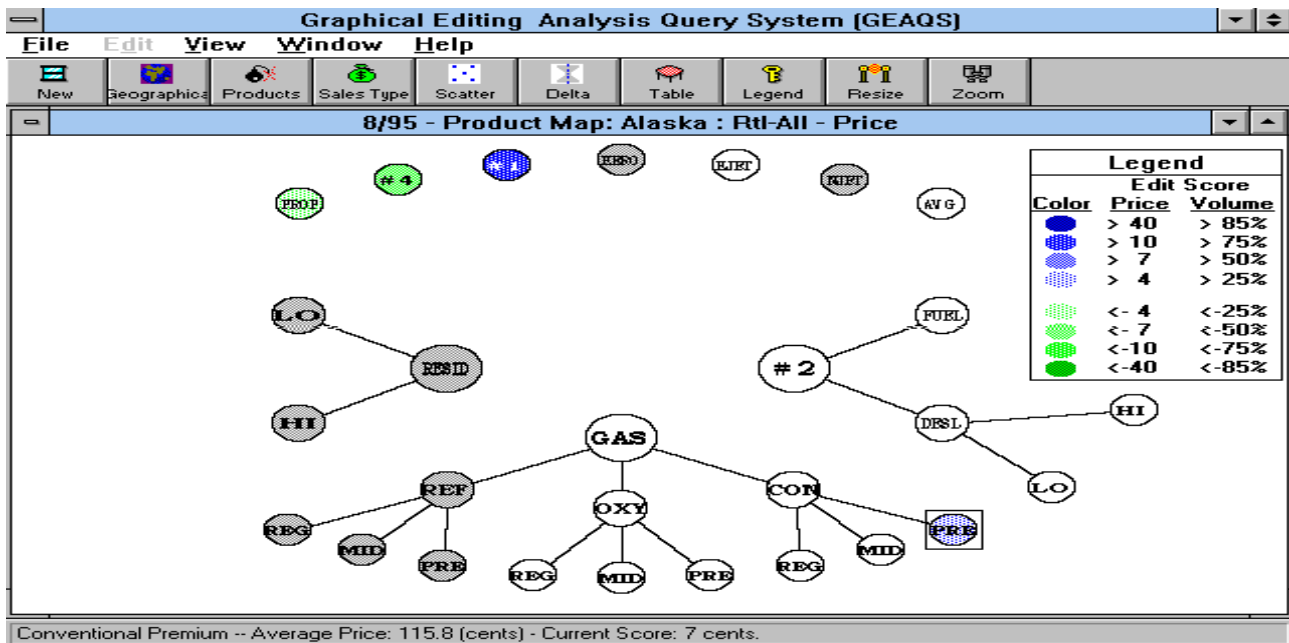 Graphical Editing Analysis Query System (GEAQS)
File Edit View Window Help
New Geographica Products Sales Type Scatter Delta Table Legend Resize Zoom
8/95 - Product Map: Alaska : Rtl-All - Price
PROP #4 #1 KERO KJET NJET AVG
Legend
Edit Score
Color Price Volume
> 40 > 85%
> 10 > 75%
> 7 > 50%
> 4 > 25%
<- 4 <-25%
<- 7 <-50%
<-10 <-75%
<-40 <-85%
LO FUEL
RESID #2
HI DESL HI
GAS
REF OXY CON LO
REG MID PRE REG MID PRE REG MID PRE
Conventional Premium -- Average Price: 115.8 (cents) - Current Score: 7 cents.